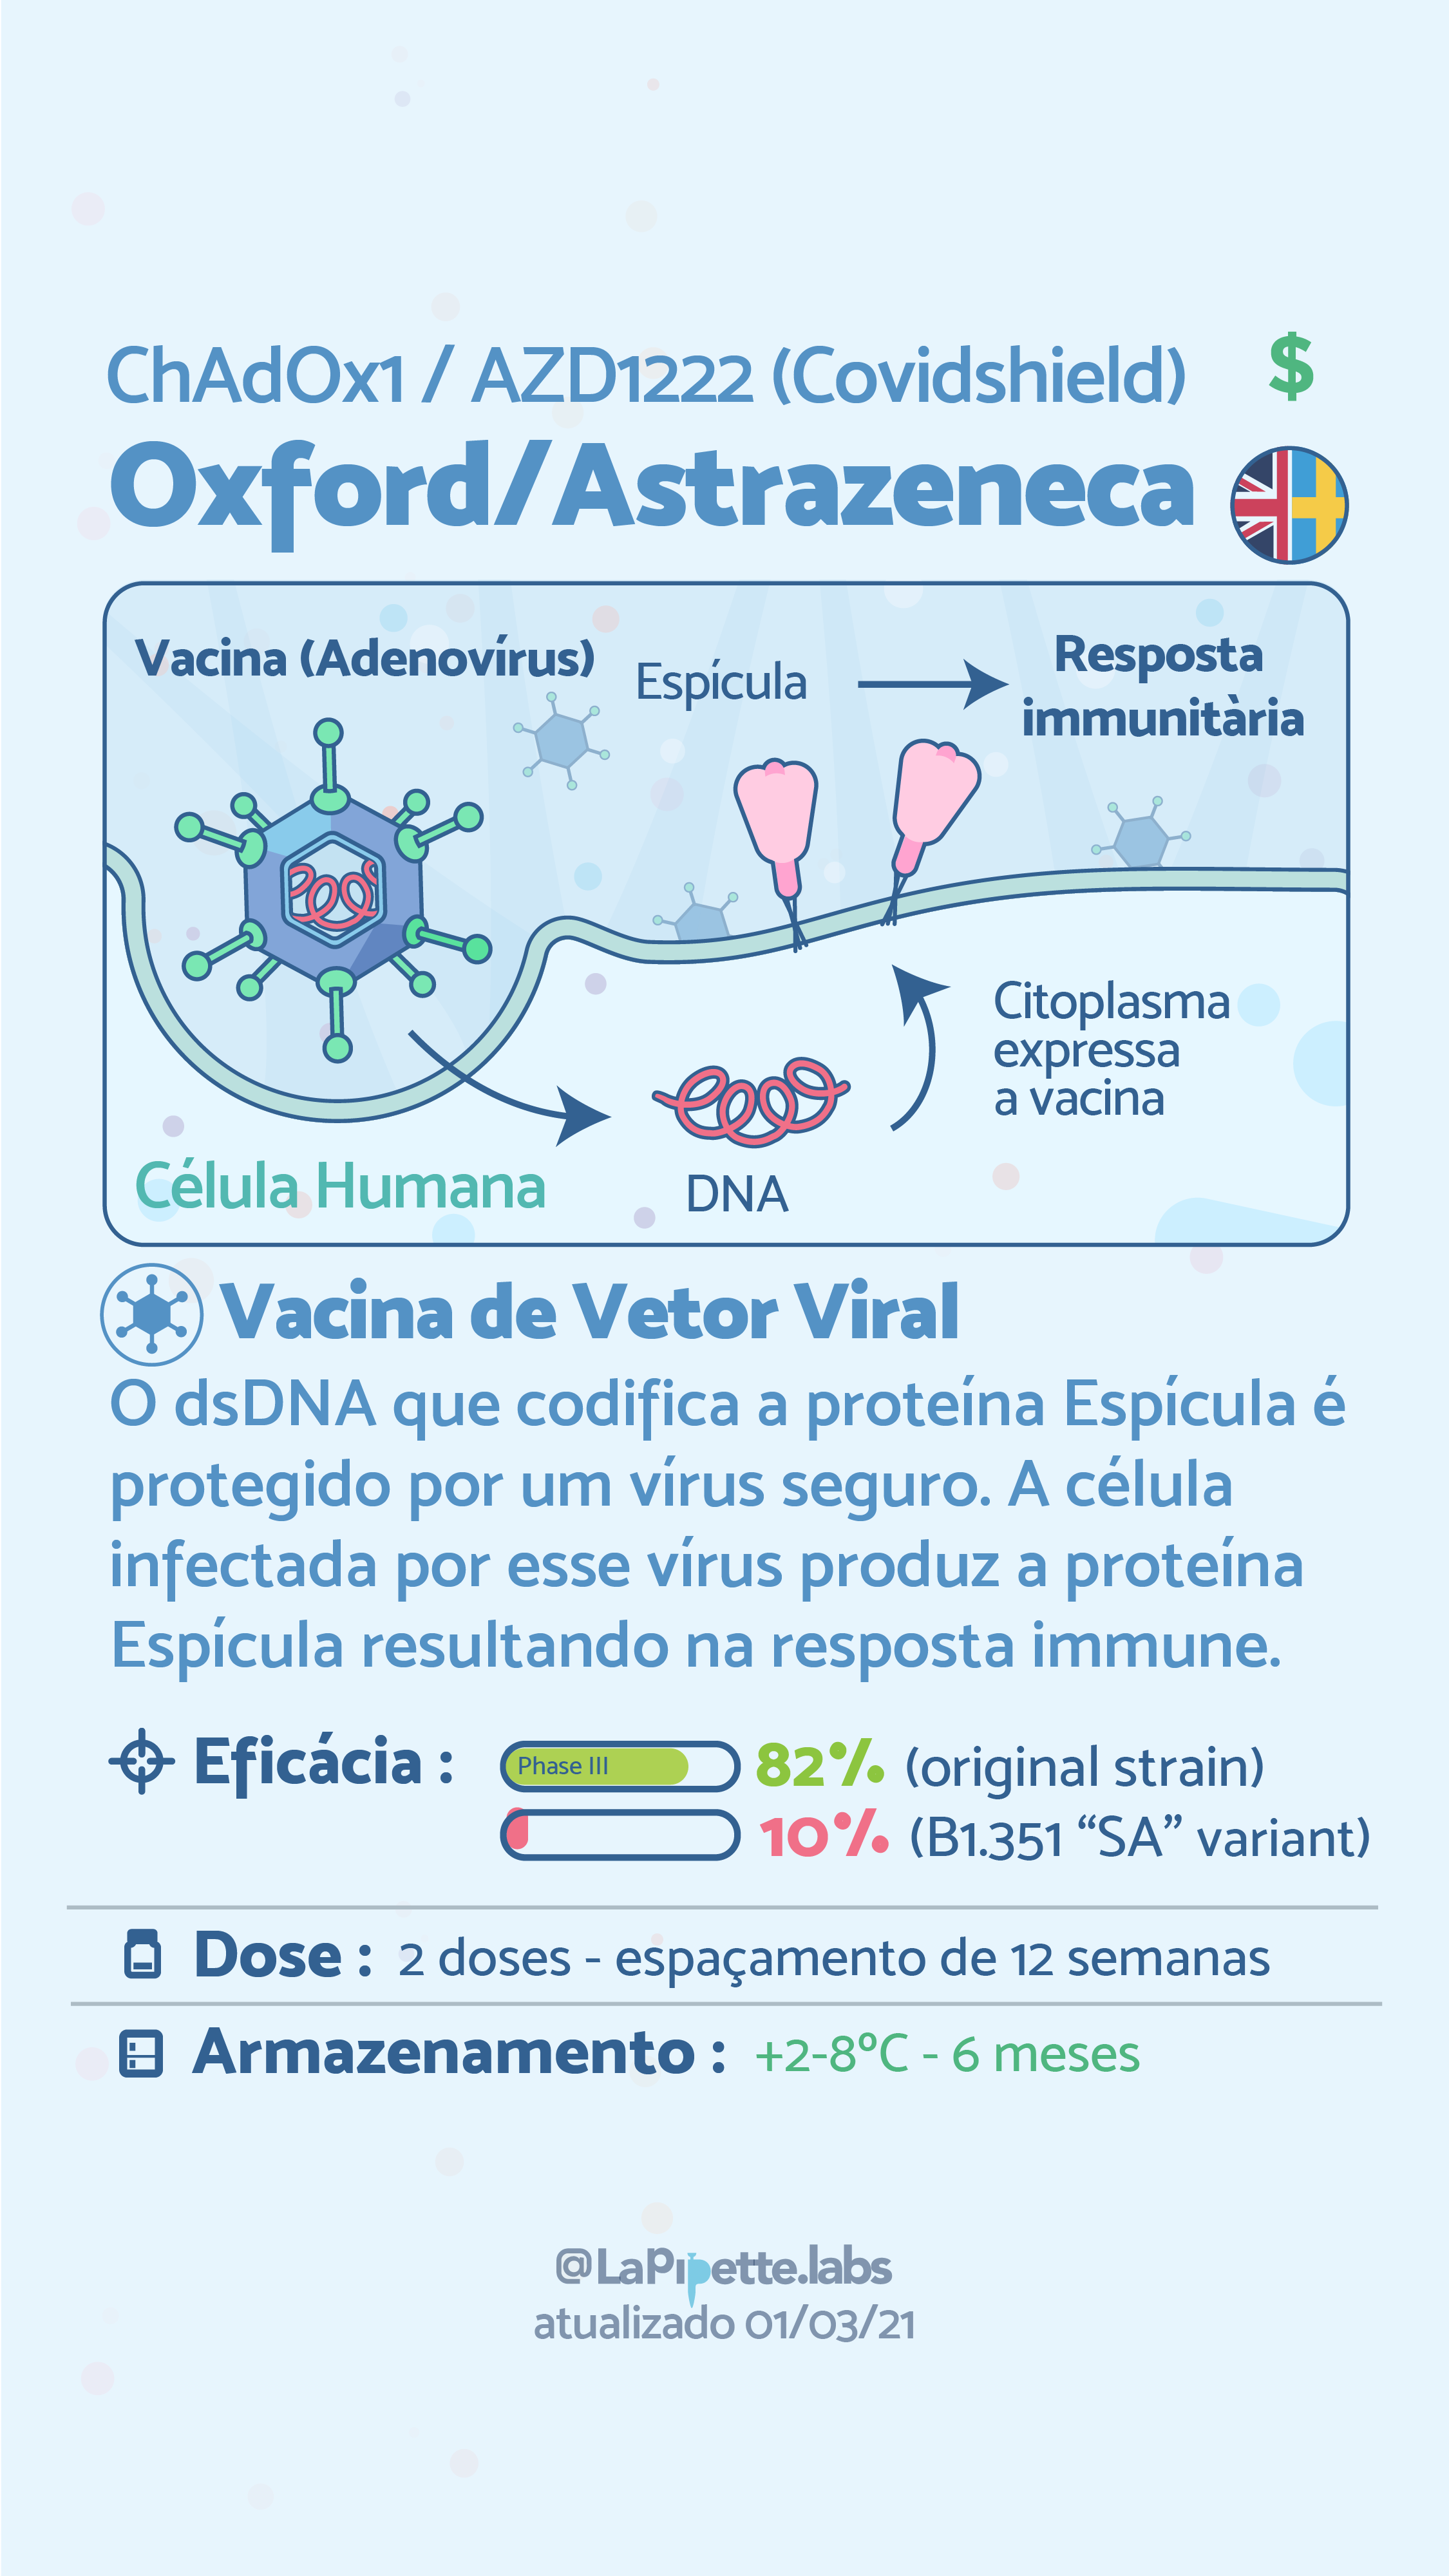 ChAdOx1 / AZD1222 (Covidshield) $
Oxford/Astrazeneca
Vacina (Adenovírus)
Espícula
Resposta
immunitària
Citoplasma
expressa
a vacina
Célula Humana
DNA
Vacina de Vetor Viral
O dsDNA que codifica a proteína Espícula é
protegido por um vírus seguro. A célula
infectada por esse vírus produz a proteína
Espícula resultando na resposta immune.
Eficácia : Phase III 82% (original strain)
10% (B1.351 “SA” variant)
Dose : 2 doses - espaçamento de 12 semanas
Armazenamento : +2-8ºC - 6 meses
@LaPipette.labs
atualizado 01/03/21